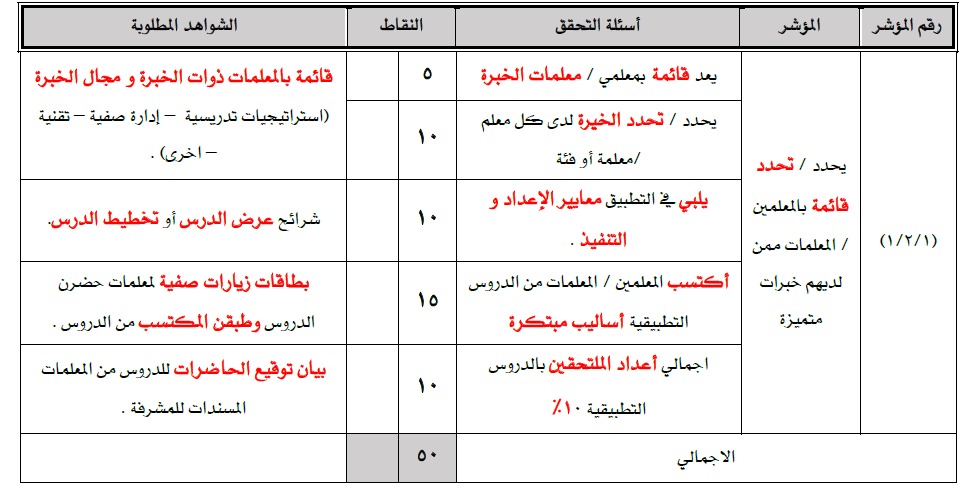 رقم المؤشر
المؤشر
أسئلة التحقق
النقاط
الشواهد المطلوبة
(١/٢/١)
يحدد / تحدد
قائمة بالمعلمين
/ المعلمات ممن
لديهم خبرات
متميزة
يعد قائمة بمعلمي / معلمات الخبرة
٥
قائمة بالمعلمات ذوات الخبرة و مجال الخبرة
(استراتيجيات تدريسية – إدارة صفية – تقنية
– اخرى) .
يحدد / تحدد الخيرة لدى كل معلم
/معلمة أو فئة
١٠
يلبي في التطبيق معايير الإعداد و
التنفيذ .
١٠
شرائح عرض الدرس أو تخطيط الدرس.
أكتسب المعلمين / المعلمات من الدروس
التطبيقية أساليب مبتكرة
١٥
بطاقات زيارات صفية لمعلمات حضرن
الدروس وطبقن المكتسب من الدروس .
اجمالي أعداد الملتحقين بالدروس
التطبيقية ١٠٪
١٠
بيان توقيع الحاضرات للدروس من المعلمات
المسندات للمشرفة .
الاجمالي
٥٠